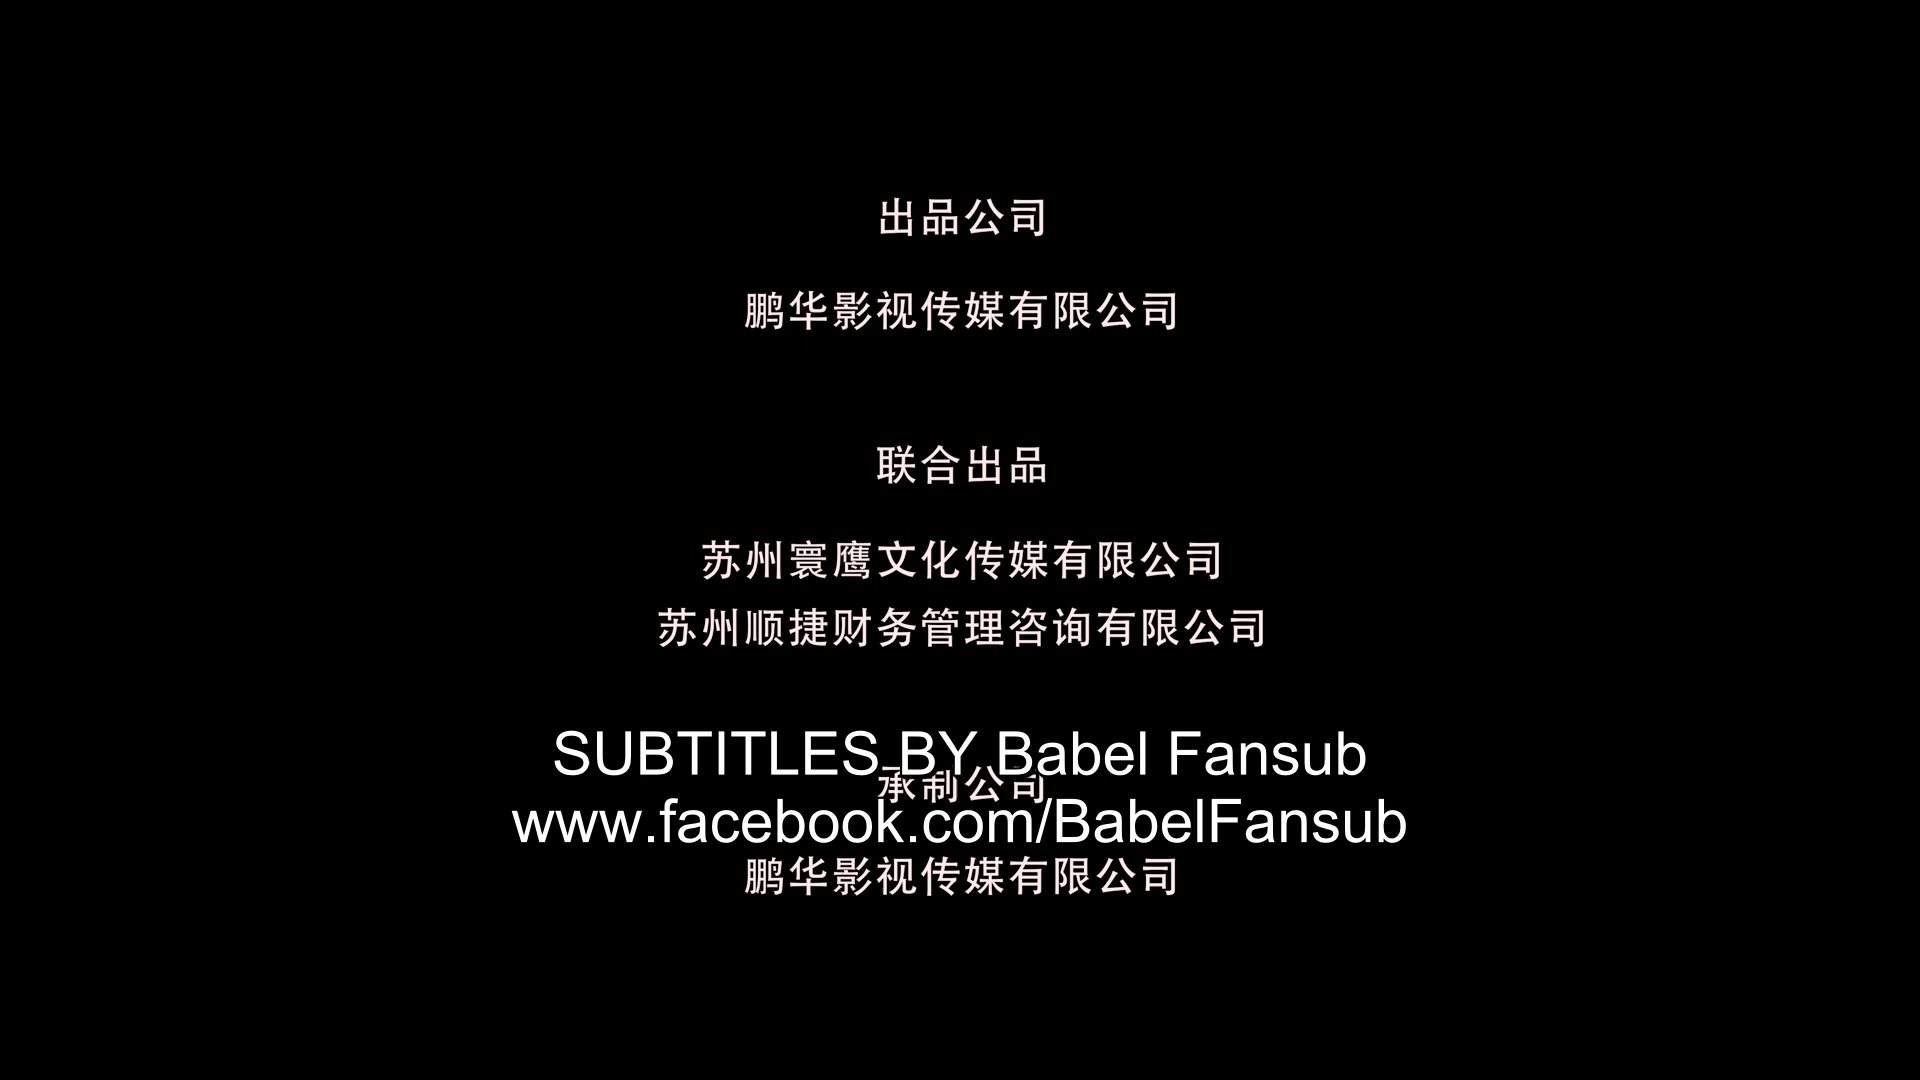 出品公司
鹏华影视传媒有限公司
联合出品
苏州寰鹰文化传媒有限公司
苏州顺捷财务管理咨询有限公司
SUBTITLES BY Babel Fansub
承制公司
www.facebook.com/BabelFansub
鹏华影视传媒有限公司